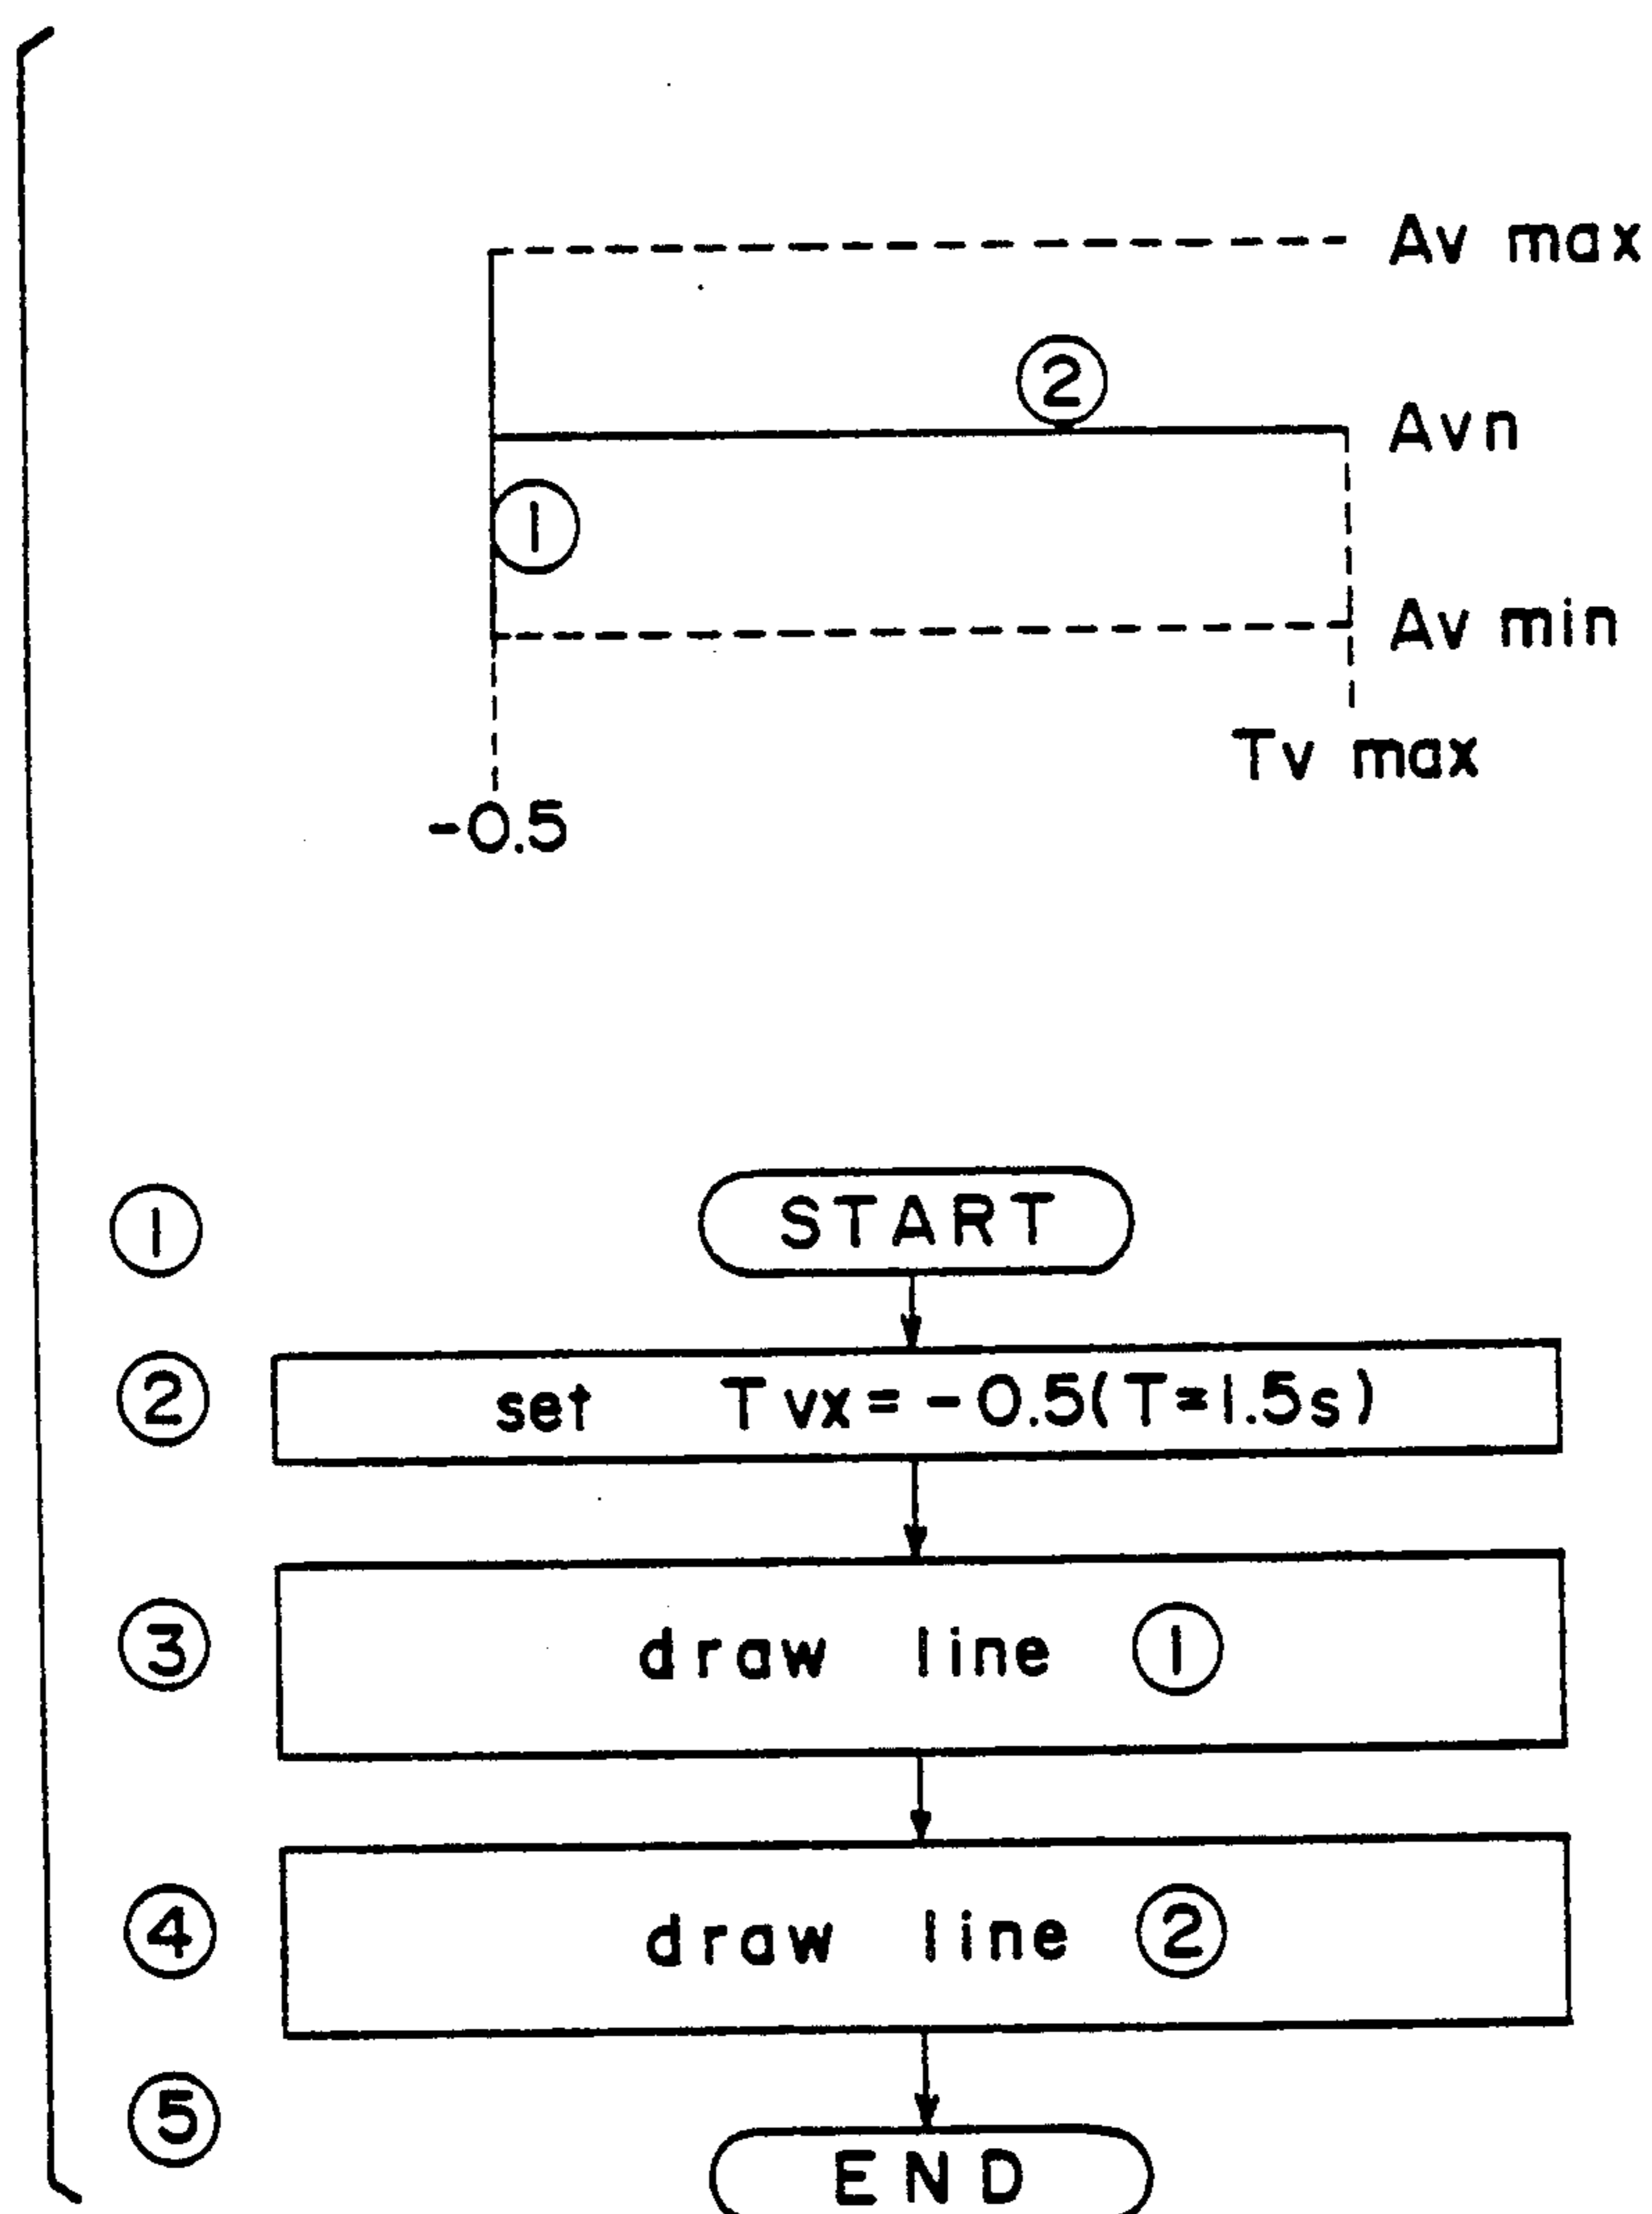 Av max
②
Avn
①
Av min
Tv max
-0.5
① START
② set Tvx=-0.5(T=1.5s)
③ draw line ①
④ draw line ②
⑤
END